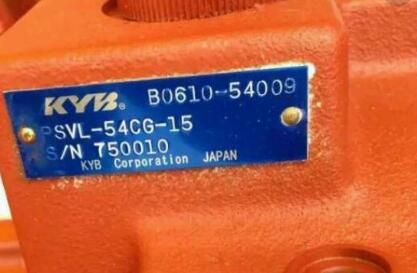 KYB® B0610-54009
PSVL-54CG-15
S/N 750010
KYB Corporation JAPAN